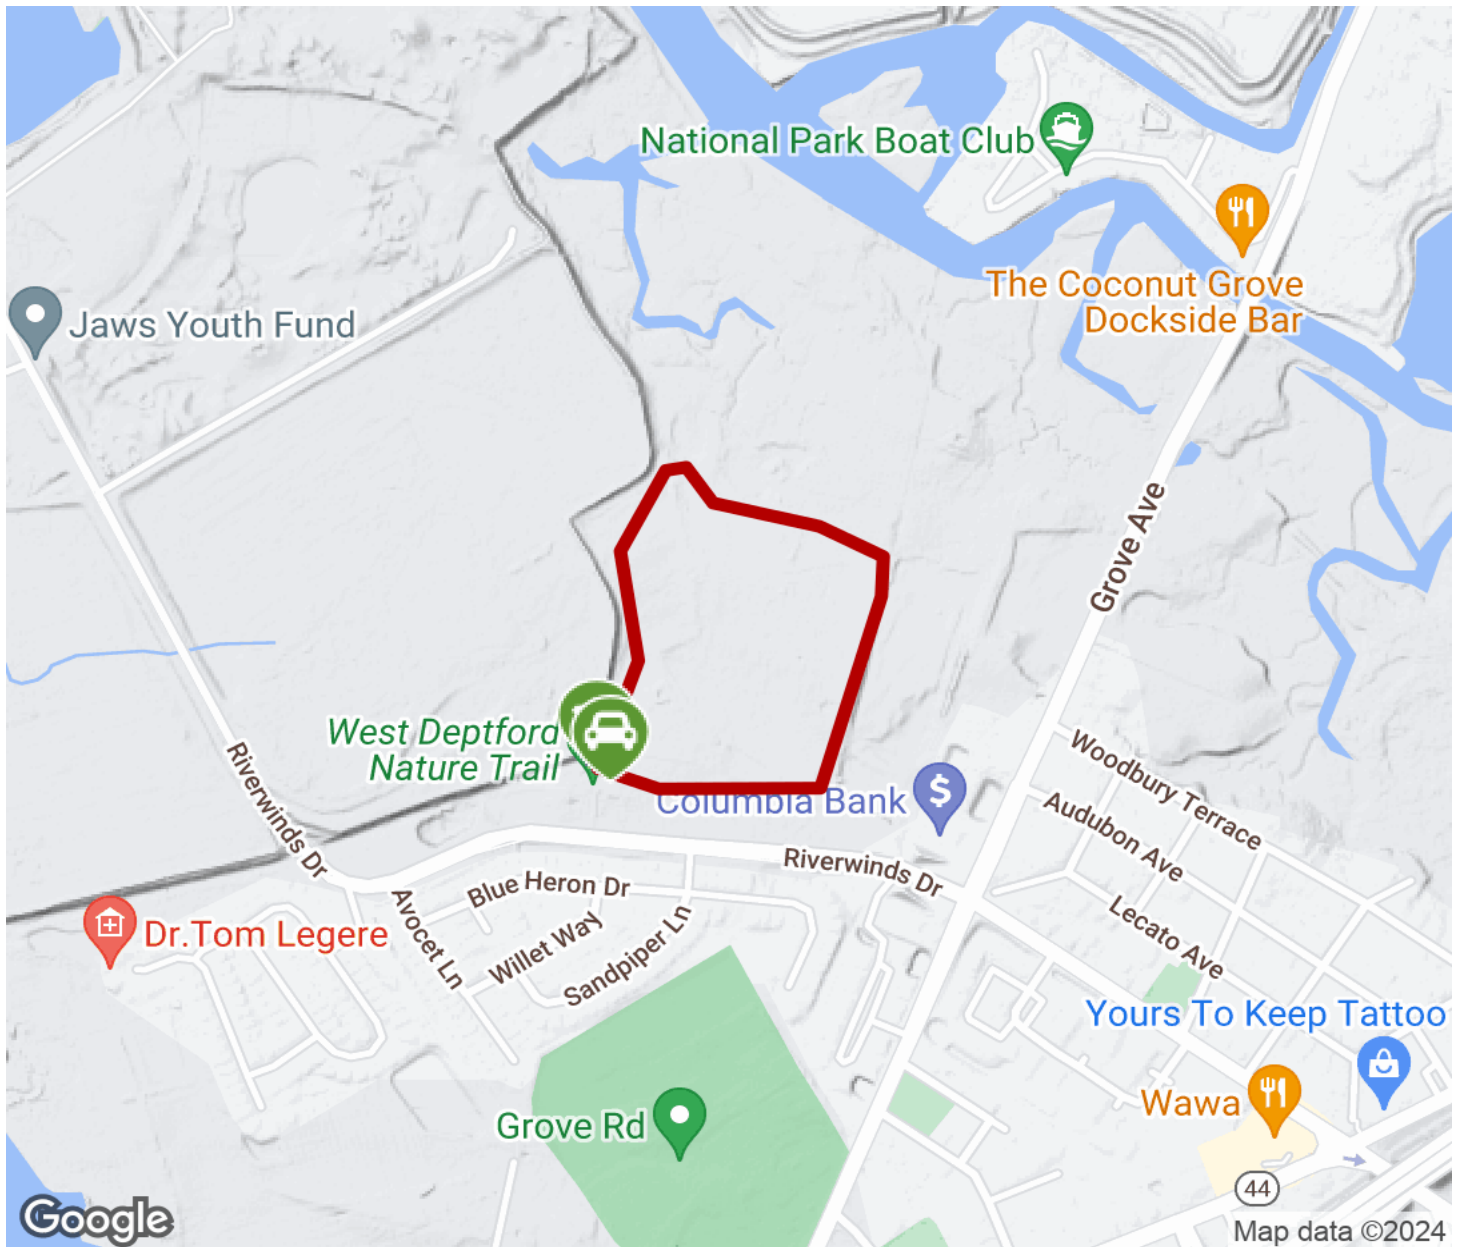 National Park Boat Club
The Coconut Grove
Dockside Bar
Jaws Youth Fund
Grove Ave
West Deptford
Nature Trail
Riverwinds Dr
Columbia Bank
$
Woodbury Terrace
Audubon Ave
Riverwinds Dr
Blue Heron Dr
Avocet Ln
Willet Way
Sandpiper Ln
Lecato Ave
Dr.Tom Legere
Yours To Keep Tattoo
Wawa
Grove Rd
44
Google
Map data ©2024